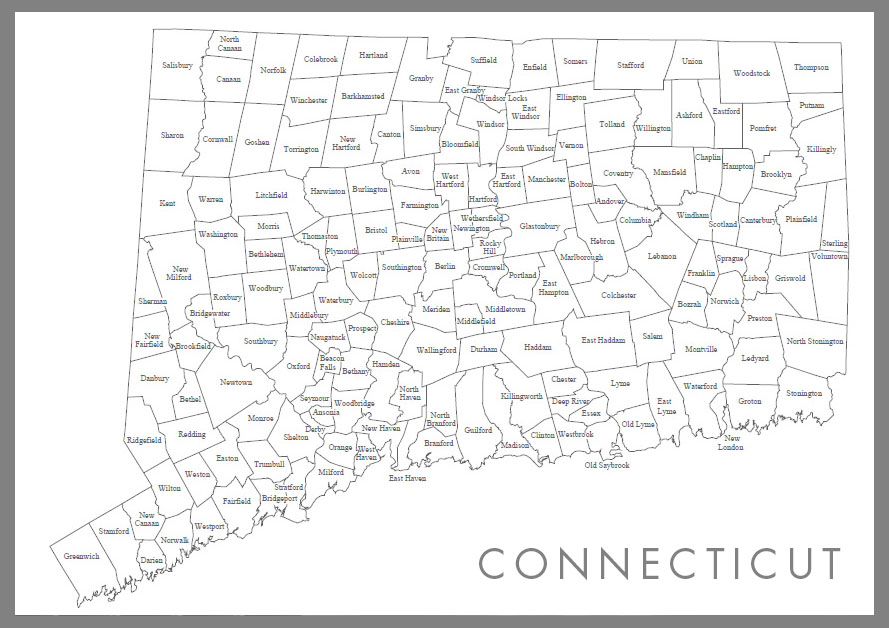 North
Canaan
Salisbury
Canaan
Norfolk
Colebrook
Hartland
Granby
Suffield
Enfield
Somers
Stafford
Union
Woodstock
Thompson
Winchester
Barkhamsted
East Granby
Windsor Locks
East
Windsor
Ellington
Putnam
Sharon
Cornwall
Goshen
Torrington
New
Hartford
Canton
Simsbury
Bloomfield
Windsor
South Windsor
Vernon
Tolland
Willington
Ashford
Eastford
Pomfret
Killingly
Chaplin
Hampton
Brooklyn
Kent
Warren
Litchfield
Harwinton
Burlington
Avon
West
Hartford
East
Hartford
Manchester
Bolton
Coventry
Mansfield
Farmington
Hartford
Andover
Washington
Morris
Thomaston
Bristol
Plainville
New
Britain
Newington
Wethersfield
Glastonbury
Columbia
Windham
Scotland
Canterbury
Plainfield
Sterling
Voluntown
Bethlehem
Plymouth
Watertown
Rocky
Hill
Hebron
Marlborough
Lebanon
Franklin
Sprague
Lisbon
Griswold
New
Milford
Wolcott
Southington
Berlin
Cromwell
Portland
East
Hampton
Colchester
Bozrah
Norwich
Preston
Sherman
Roxbury
Woodbury
Waterbury
Bridgewater
Middlebury
Meriden
Middletown
Middlefield
New
Fairfield
Brookfield
Southbury
Naugatuck
Prospect
Cheshire
Wallingford
Durham
Haddam
East Haddam
Salem
Montville
Ledyard
North Stonington
Danbury
Bethel
Newtown
Oxford
Beacon
Falls
Bethany
Hamden
North
Haven
Killingworth
Chester
Deep River
Essex
Lyme
East
Lyme
Waterford
Groton
Stonington
Seymour
Woodbridge
Ansonia
Ridgefield
Redding
Monroe
Shelton
Derby
New Haven
North
Branford
Branford
Guilford
Madison
Clinton
Westbrook
Old Lyme
New
London
Orange
West
Haven
Easton
Trumbull
Milford
East Haven
Old Saybrook
Wilton
Weston
Stratford
Bridgeport
Fairfield
Greenwich
Stamford
New
Canaan
Norwalk
Westport
Darien
CONNECTICUT